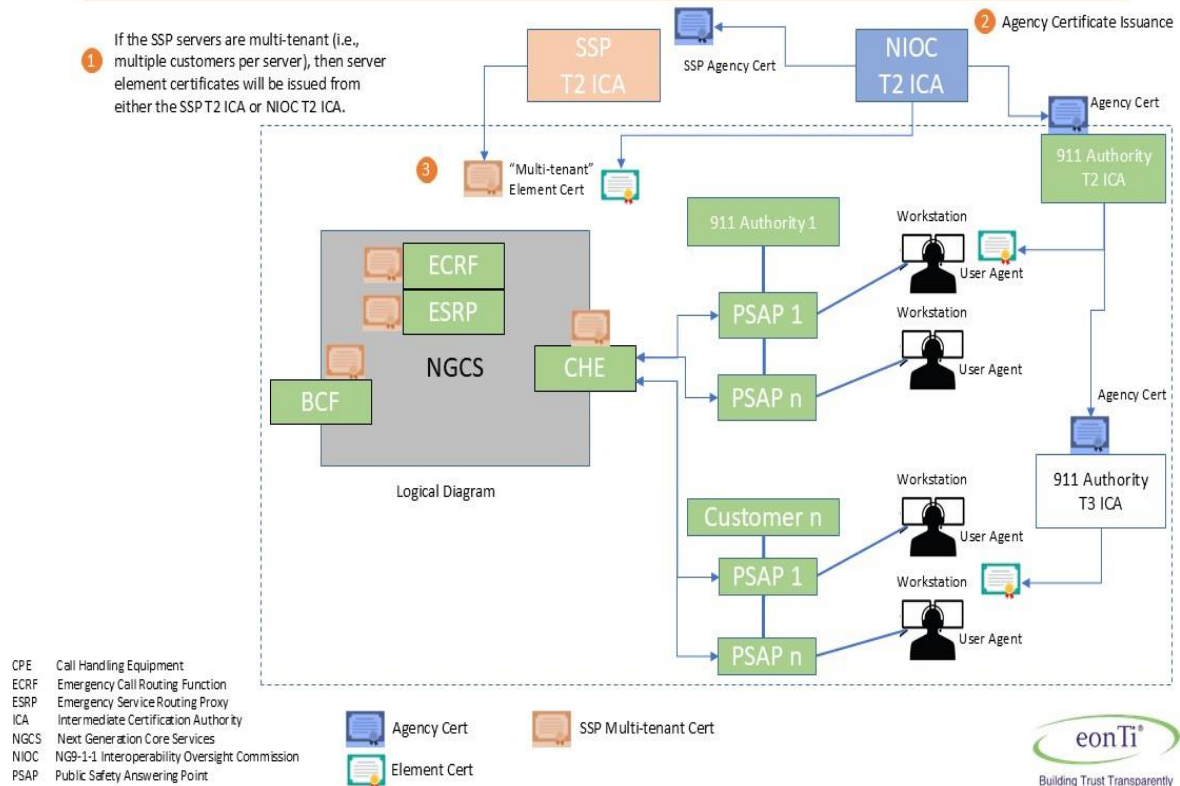 1
If the SSP servers are multi-tenant (i.e.,
multiple customers per server), then server
element certificates will be issued from
either the SSP T2 ICA or NIOC T2 ICA.
SSP
T2 ICA
SSP Agency Cert
NIOC
T2 ICA
2
Agency Certificate Issuance
Agency Cert
911 Authority
T2 ICA
3
"Multi-tenant"
Element Cert
911 Authority 1
Workstation
User Agent
ECRF
ESRP
PSAP 1
Workstation
User Agent
NGCS
CHE
BCF
PSAP n
Agency Cert
911 Authority
T3 ICA
Logical Diagram
Customer n
Workstation
User Agent
PSAP 1
Workstation
User Agent
PSAP n
CPE Call Handling Equipment
ECRF Emergency Call Routing Function
ESRP Emergency Service Routing Proxy
ICA Intermediate Certification Authority
NGCS Next Generation Core Services
NIOC NG9-1-1 Interoperability Oversight Commission
PSAP Public Safety Answering Point
Agency Cert
SSP Multi-tenant Cert
Element Cert
eonTi®
Building Trust Transparently